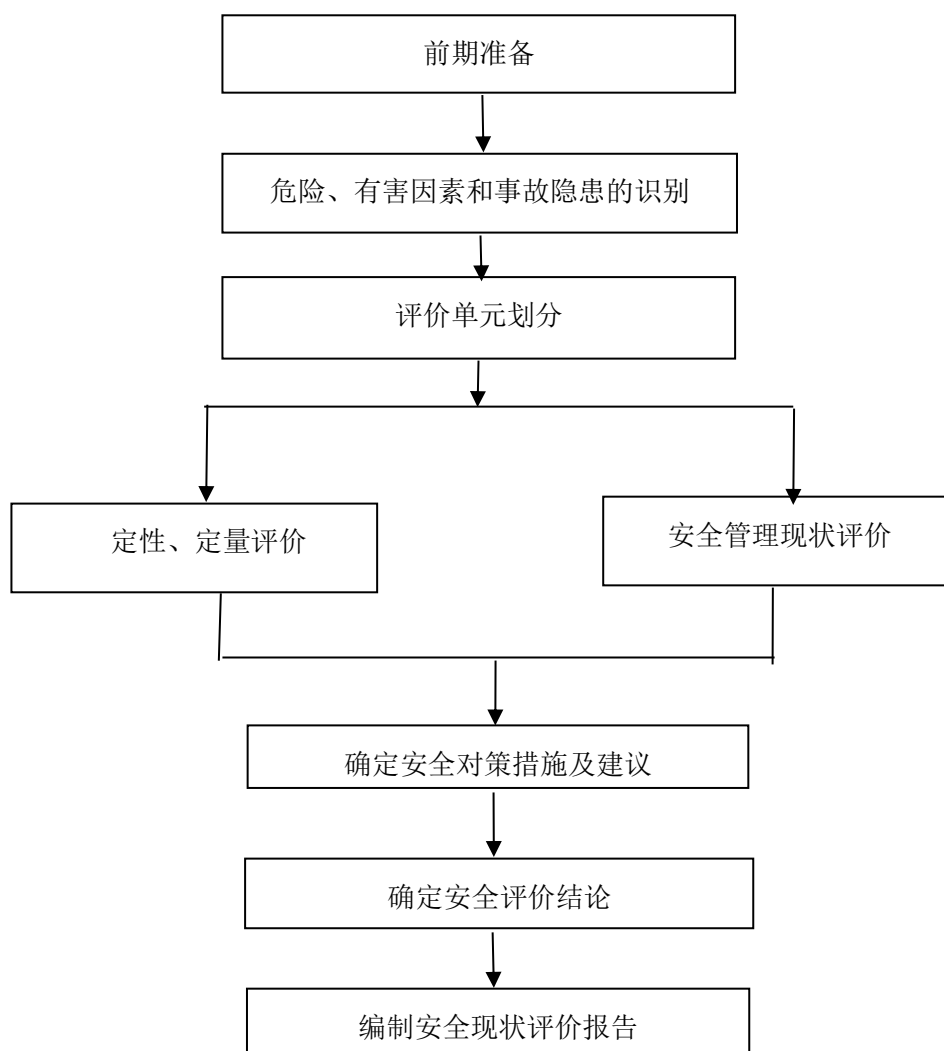 前期准备
危险、有害因素和事故隐患的识别
评价单元划分
定性、定量评价
安全管理现状评价
确定安全对策措施及建议
确定安全评价结论
编制安全现状评价报告